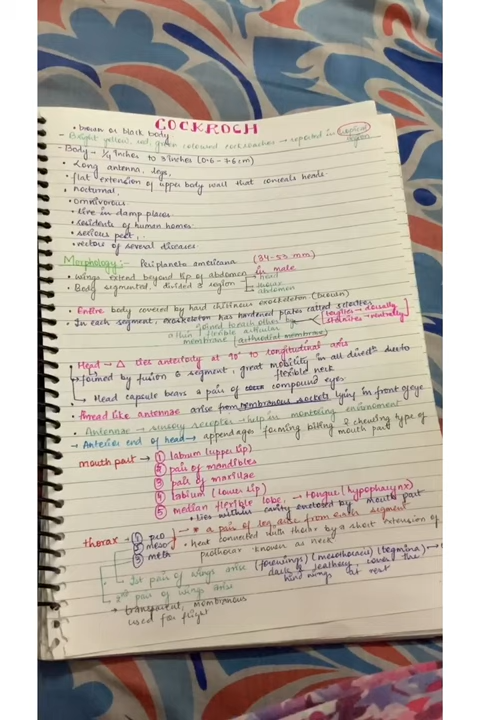 COCKROCH
• brown or black body
- Bright yellow, red, green coloured cockroaches → reported in tropical region
- Body → 1/4 inches to 3 inches (0.6 - 7.6 cm)
• Long antenna, legs,
• flat extension of upper body wall that conceals heads
• nocturnal,
• omnivorous,
• live in damp places
• residents of human homes
• serious pest,
• vectors of several diseases
Morphology:- Periplaneta americana (34-53 mm)
• wings extend beyond tip of abdomen in male
• Body segmented, divided 3 region head
thorax
abdomen
• Entire body covered by hard chitinous exoskeleton (brown)
• In each segment, exoskeleton has hardened plates called sclerites
joined to each other (tergites → dorsally
a thin flexible articular sternites → ventrally)
membrane (arthrodial membrane)
Head → △ lies anteriorly at 90° to longitudinal axis
→ formed by fusion 6 segment, great mobility in all direct due to
flexible neck
→ Head capsule bears a pair of compound eyes
• thread like antennae arise from membranous sockets lying in front of eye
• Antennae → sensory receptor → help in monitoring environment
→ Anterior end of head → appendages forming biting & chewing type of
mouth part
mouth part → ① labrum (upper lip)
② pair of mandibles
③ pair of maxillae
④ labium (lower lip)
⑤ median flexible lobe, → tongue (hypopharynx)
• lies within cavity enclosed by mouth part
thorax → ① pro → * a pair of leg arise from each segment
② meso • head connected with thorax by a short extension of
③ meta prothorax known as neck
→ 1st pair of wings arise (forewings) (mesothorax) (tegmina) →
dark & leathery, cover the
hind wings at rest
→ 2nd pair of wings arise
→ transparent, membranous
used for flight